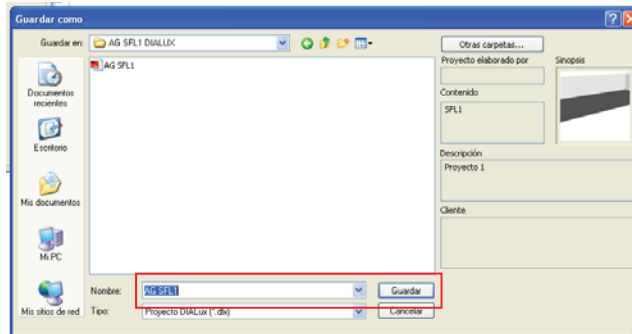 Guardar como
Guardar en: AG SFL1 DIALUX
Otras carpetas...
AG SFL1
Documentos
recientes
Escritorio
Mis documentos
Mi PC
Mis sitios de red
Proyecto elaborado por
Sinopsis
Contenido
SFL1
Descripción
Proyecto 1
Cliente
Nombre: AG SFL1 Guardar
Tipo: Proyecto DIALux (*.dlx) Cancelar